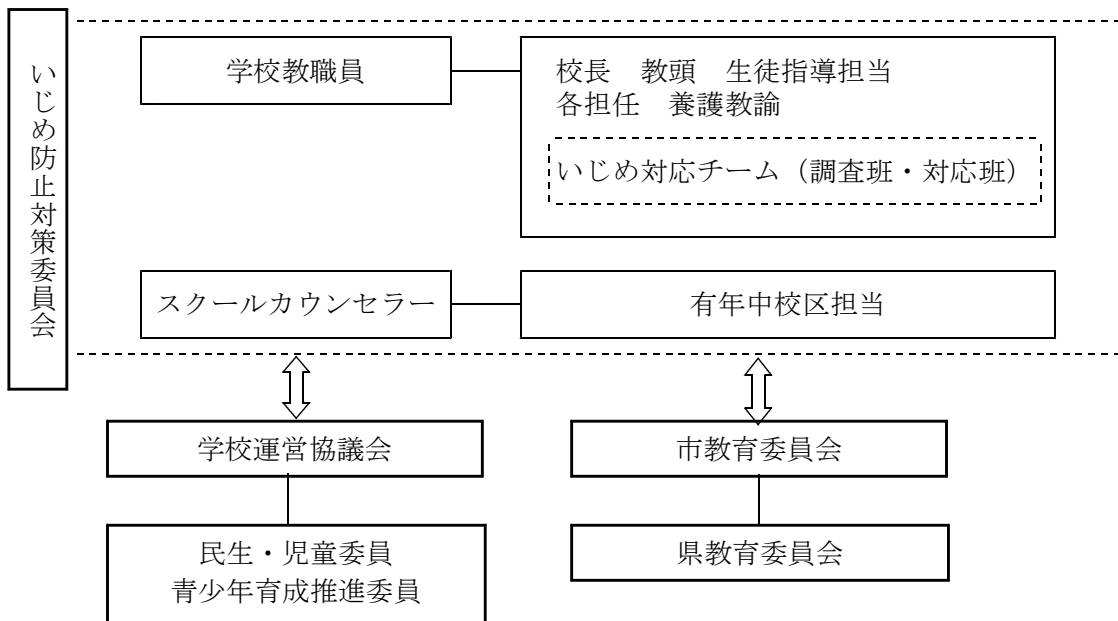 いじめ防止対策委員会
学校教職員
校長　教頭　生徒指導担当
各担任　養護教諭
いじめ対応チーム（調査班・対応班）
スクールカウンセラー
有年中校区担当
学校運営協議会
市教育委員会
民生・児童委員
青少年育成推進委員
県教育委員会